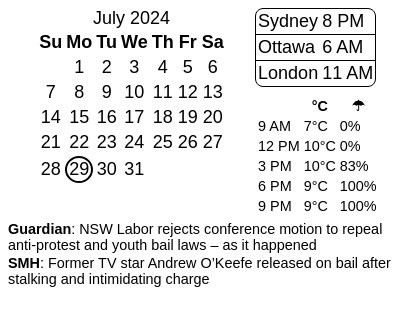 July 2024
Su Mo Tu We Th Fr Sa
1 2 3 4 5 6
7 8 9 10 11 12 13
14 15 16 17 18 19 20
21 22 23 24 25 26 27
28 29 30 31
Sydney 8 PM
Ottawa 6 AM
London 11 AM
°C ☂
9 AM 7°C 0%
12 PM 10°C 0%
3 PM 10°C 83%
6 PM 9°C 100%
9 PM 9°C 100%
Guardian: NSW Labor rejects conference motion to repeal
anti-protest and youth bail laws – as it happened
SMH: Former TV star Andrew O’Keefe released on bail after
stalking and intimidating charge